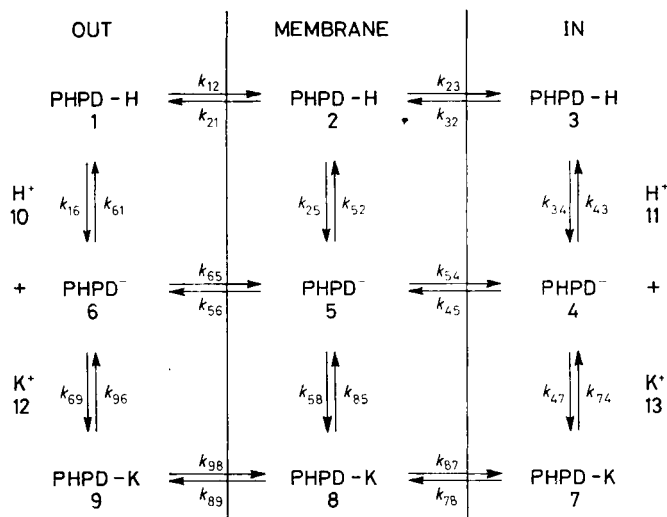 OUT MEMBRANE IN
k12 k23
PHPD-H PHPD-H PHPD-H
k21 k32
1 2 3
H+ k16 k61 k25 k52 k34 k43 H+
10 11
k65 k54
+ PHPD⁻ PHPD⁻ PHPD⁻ +
k56 k45
6 5 4
K+ k69 k96 k58 k85 k47 k74 K+
12 13
k98 k87
PHPD-K PHPD-K PHPD-K
k89 k78
9 8 7